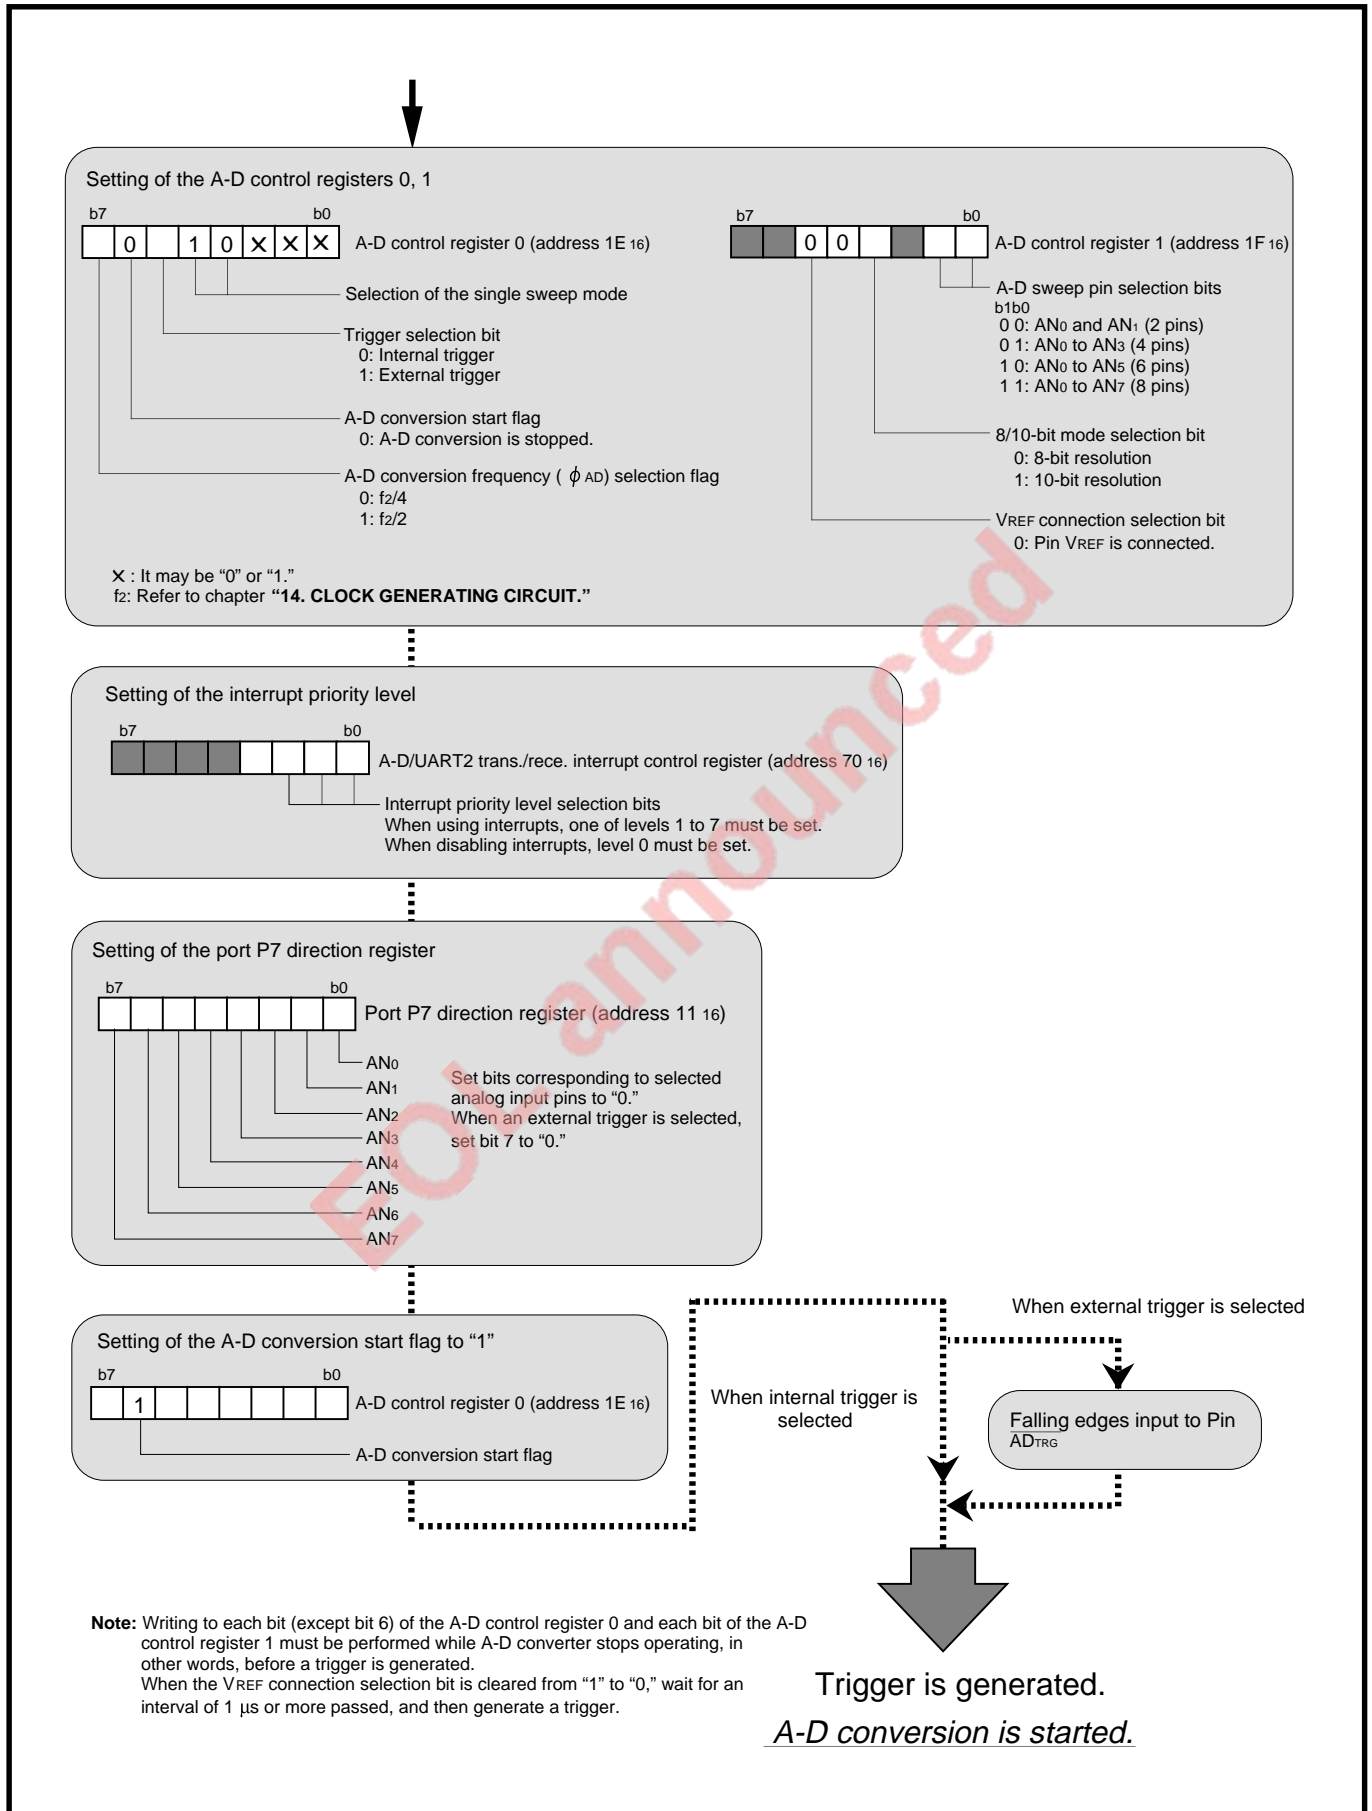 Setting of the A-D control registers 0, 1
b7 b0
0 1 0 × × × A-D control register 0 (address 1E 16)
Selection of the single sweep mode
Trigger selection bit
0: Internal trigger
1: External trigger
A-D conversion start flag
0: A-D conversion is stopped.
A-D conversion frequency ( ϕ AD) selection flag
0: f2/4
1: f2/2
b7 b0
0 0 A-D control register 1 (address 1F 16)
A-D sweep pin selection bits
b1b0
0 0: AN0 and AN1 (2 pins)
0 1: AN0 to AN3 (4 pins)
1 0: AN0 to AN5 (6 pins)
1 1: AN0 to AN7 (8 pins)
8/10-bit mode selection bit
0: 8-bit resolution
1: 10-bit resolution
VREF connection selection bit
0: Pin VREF is connected.
× : It may be “0” or “1.”
f2: Refer to chapter “14. CLOCK GENERATING CIRCUIT.”
Setting of the interrupt priority level
b7 b0
A-D/UART2 trans./rece. interrupt control register (address 70 16)
Interrupt priority level selection bits
When using interrupts, one of levels 1 to 7 must be set.
When disabling interrupts, level 0 must be set.
Setting of the port P7 direction register
b7 b0
Port P7 direction register (address 11 16)
AN0
AN1
AN2
AN3
AN4
AN5
AN6
AN7
Set bits corresponding to selected
analog input pins to “0.”
When an external trigger is selected,
set bit 7 to “0.”
Setting of the A-D conversion start flag to “1”
b7 b0
1 A-D control register 0 (address 1E 16)
A-D conversion start flag
When internal trigger is
selected
When external trigger is selected
Falling edges input to Pin
ADTRG
Trigger is generated.
A-D conversion is started.
Note: Writing to each bit (except bit 6) of the A-D control register 0 and each bit of the A-D
control register 1 must be performed while A-D converter stops operating, in
other words, before a trigger is generated.
When the VREF connection selection bit is cleared from “1” to “0,” wait for an
interval of 1 μs or more passed, and then generate a trigger.
EOL announced